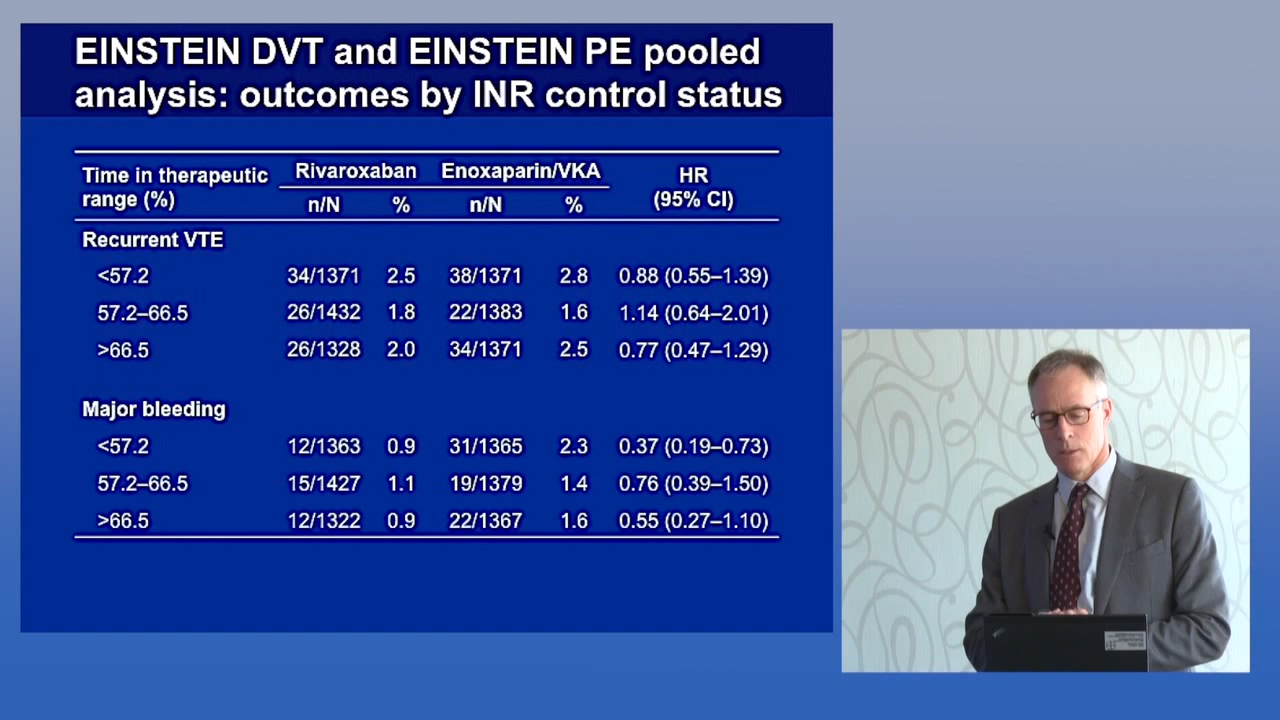 EINSTEIN DVT and EINSTEIN PE pooled
analysis: outcomes by INR control status
Time in therapeutic range (%) Rivaroxaban Enoxaparin/VKA HR (95% CI)
n/N % n/N %
Recurrent VTE
<57.2 34/1371 2.5 38/1371 2.8 0.88 (0.55–1.39)
57.2–66.5 26/1432 1.8 22/1383 1.6 1.14 (0.64–2.01)
>66.5 26/1328 2.0 34/1371 2.5 0.77 (0.47–1.29)
Major bleeding
<57.2 12/1363 0.9 31/1365 2.3 0.37 (0.19–0.73)
57.2–66.5 15/1427 1.1 19/1379 1.4 0.76 (0.39–1.50)
>66.5 12/1322 0.9 22/1367 1.6 0.55 (0.27–1.10)